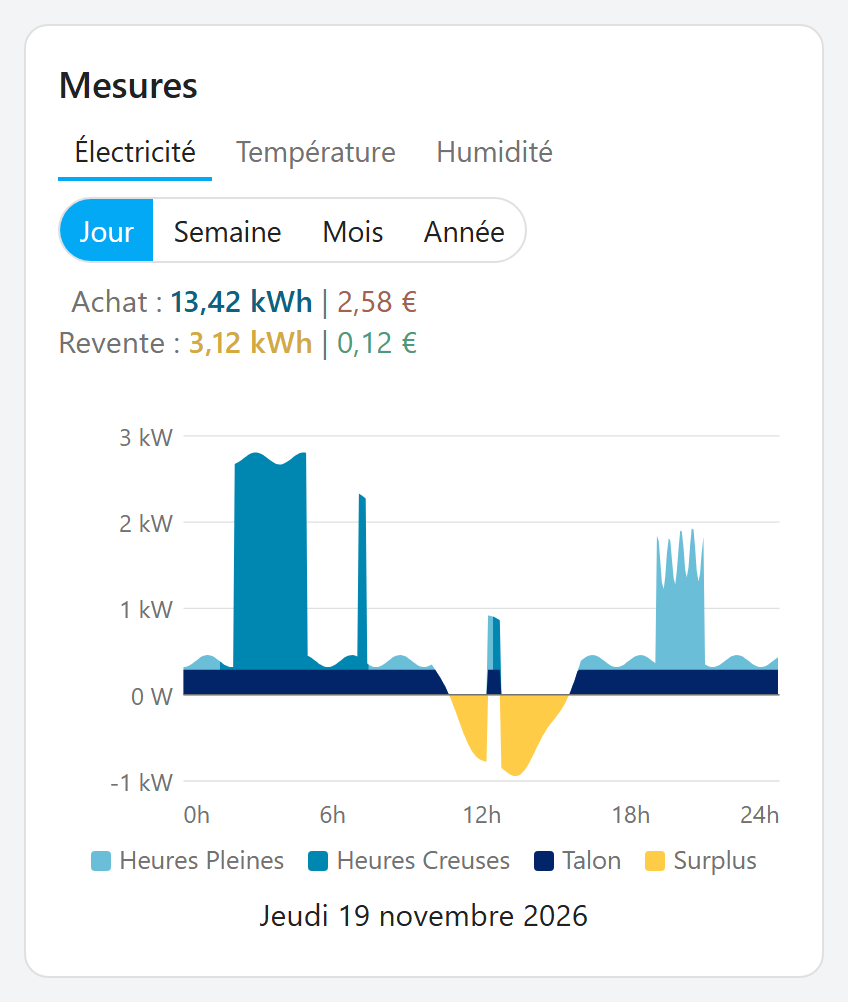 Mesures
Électricité Température Humidité
Jour Semaine Mois Année
Achat : 13,42 kWh | 2,58 €
Revente : 3,12 kWh | 0,12 €
3 kW
2 kW
1 kW
0 W
-1 kW
0h 6h 12h 18h 24h
Heures Pleines Heures Creuses Talon Surplus
Jeudi 19 novembre 2026